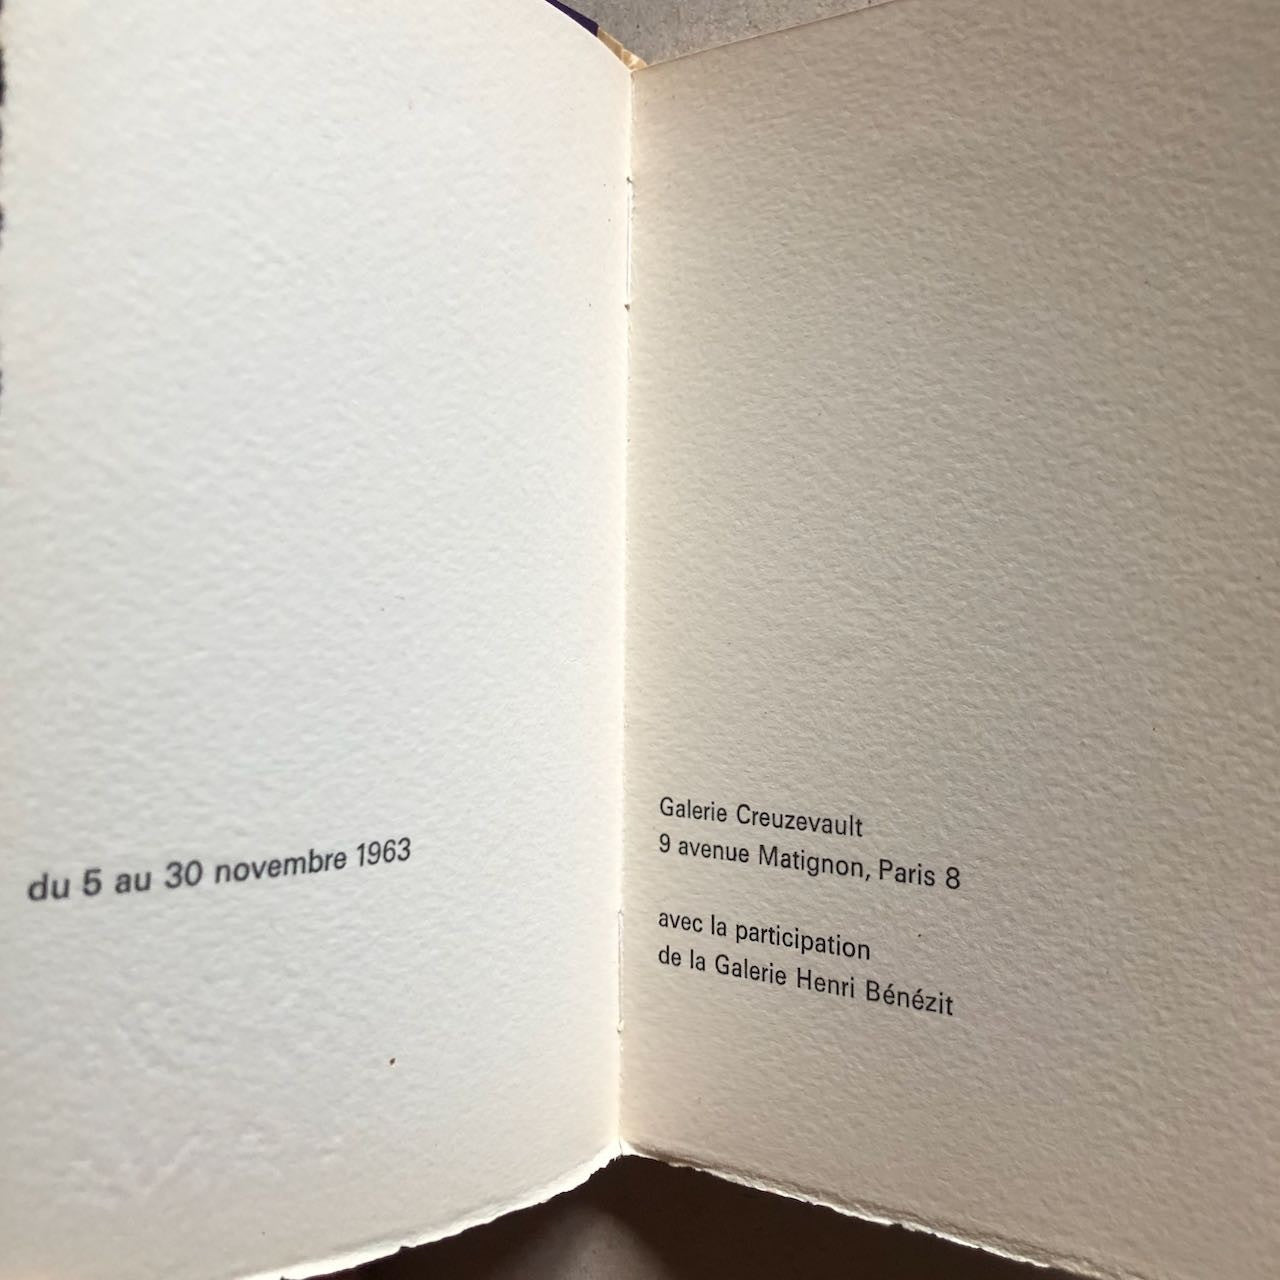 du 5 au 30 novembre 1963
Galerie Creuzevault
9 avenue Matignon, Paris 8
avec la participation
de la Galerie Henri Bénézit